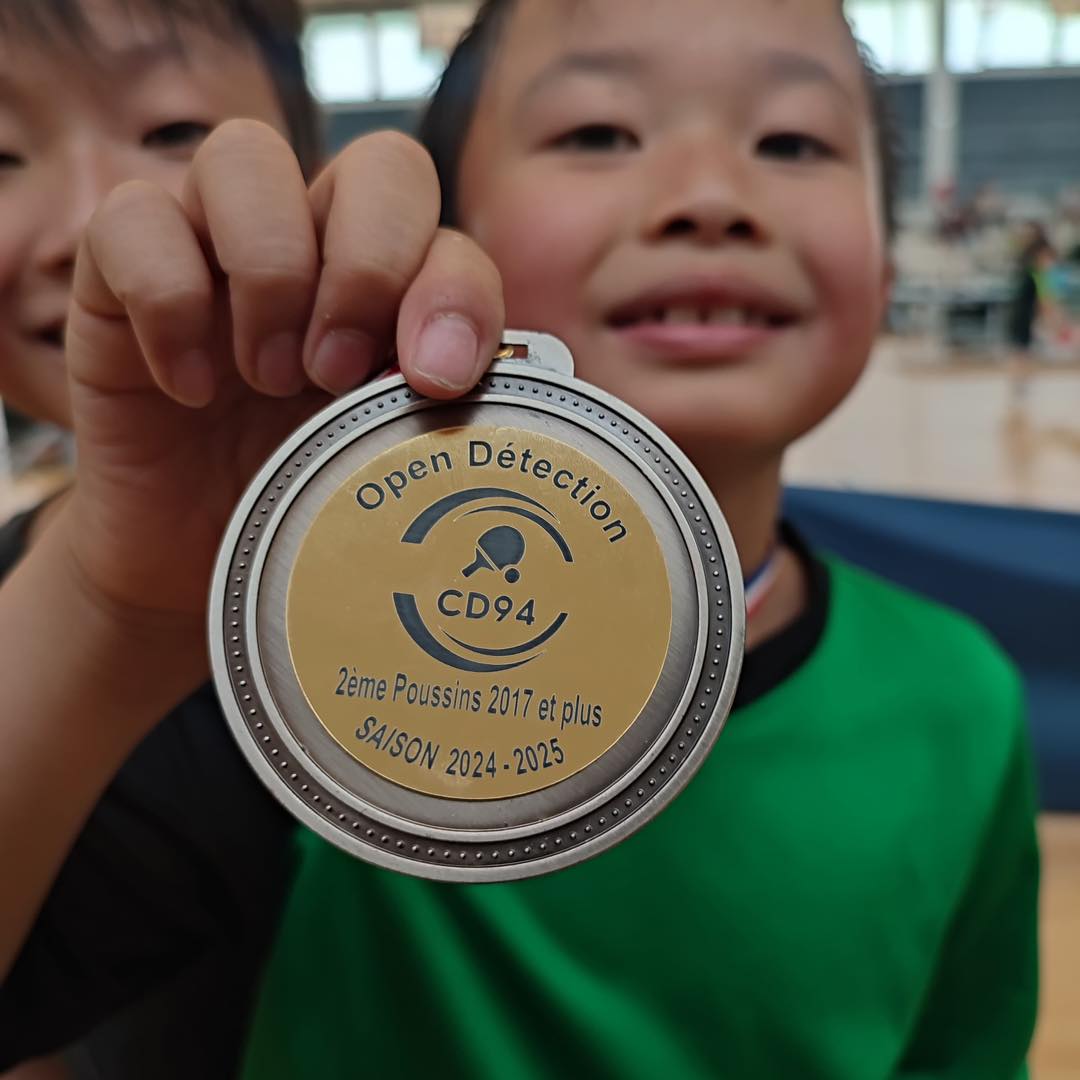 Open Détection
CD94
2ème Poussins 2017 et plus
SAISON 2024-2025